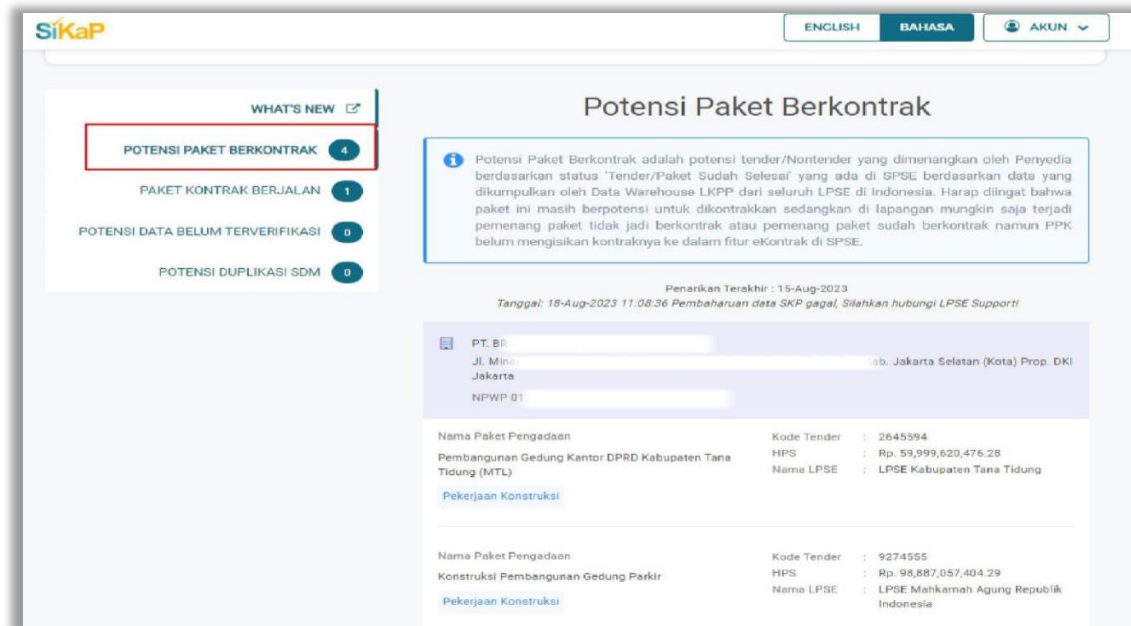 SiKaP
ENGLISH
BAHASA
AKUN
WHAT'S NEW
POTENSI PAKET BERKONTRAK 4
PAKET KONTRAK BERJALAN 1
POTENSI DATA BELUM TERVERIFIKASI 0
POTENSI DUPLIKASI SDM 0
Potensi Paket Berkontrak
Potensi Paket Berkontrak adalah potensi tender/Nontender yang dimenangkan oleh Penyedia
berdasarkan status 'Tender/Paket Sudah Selesai' yang ada di SPSE berdasarkan data yang
dikumpulkan oleh Data Warehouse LKPP dari seluruh LPSE di Indonesia. Harap diingat bahwa
paket ini masih berpotensi untuk dikontrakkan sedangkan di lapangan mungkin saja terjadi
pemenang paket tidak jadi berkontrak atau pemenang paket sudah berkontrak namun PPK
belum mengisikan kontraknya ke dalam fitur eKontrak di SPSE.
Penarikan Terakhir : 15-Aug-2023
Tanggal: 18-Aug-2023 11:08:36 Pembaharuan data SKP gagal, Silahkan hubungi LPSE Support!
PT. BR
Jl. Mina ab. Jakarta Selatan (Kota) Prop. DKI
Jakarta
NPWP 01
Nama Paket Pengadaan
Pembangunan Gedung Kantor DPRD Kabupaten Tana
Tidung (MTL)
Pekerjaan Konstruksi
Kode Tender : 2645594
HPS : Rp. 59,999,620,476.28
Nama LPSE : LPSE Kabupaten Tana Tidung
Nama Paket Pengadaan
Konstruksi Pembangunan Gedung Parkir
Pekerjaan Konstruksi
Kode Tender : 9274555
HPS : Rp. 98,887,057,404.29
Nama LPSE : LPSE Mahkamah Agung Republik
Indonesia